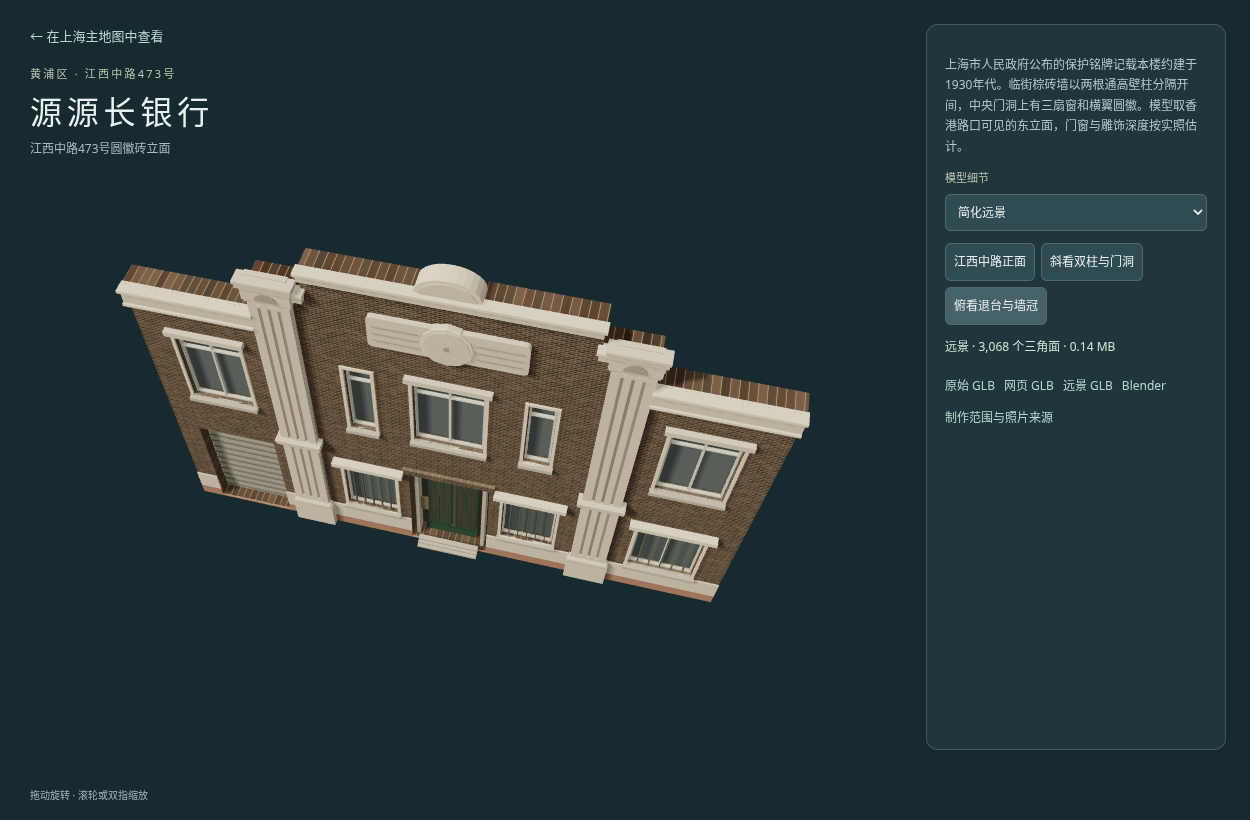 ← 在上海主地图中查看
黄浦区 · 江西中路473号
源源长银行
江西中路473号圆徽砖立面
上海市人民政府公布的保护铭牌记载本楼约建于
1930年代。临街棕砖墙以两根通高壁柱分隔开
间，中央门洞上有三扇窗和横翼圆徽。模型取香
港路口可见的东立面，门窗与雕饰深度按实照估
计。
模型细节
简化远景
江西中路正面 斜看双柱与门洞
俯看退台与墙冠
远景 · 3,068 个三角面 · 0.14 MB
原始 GLB 网页 GLB 远景 GLB Blender
制作范围与照片来源
拖动旋转 · 滚轮或双指缩放